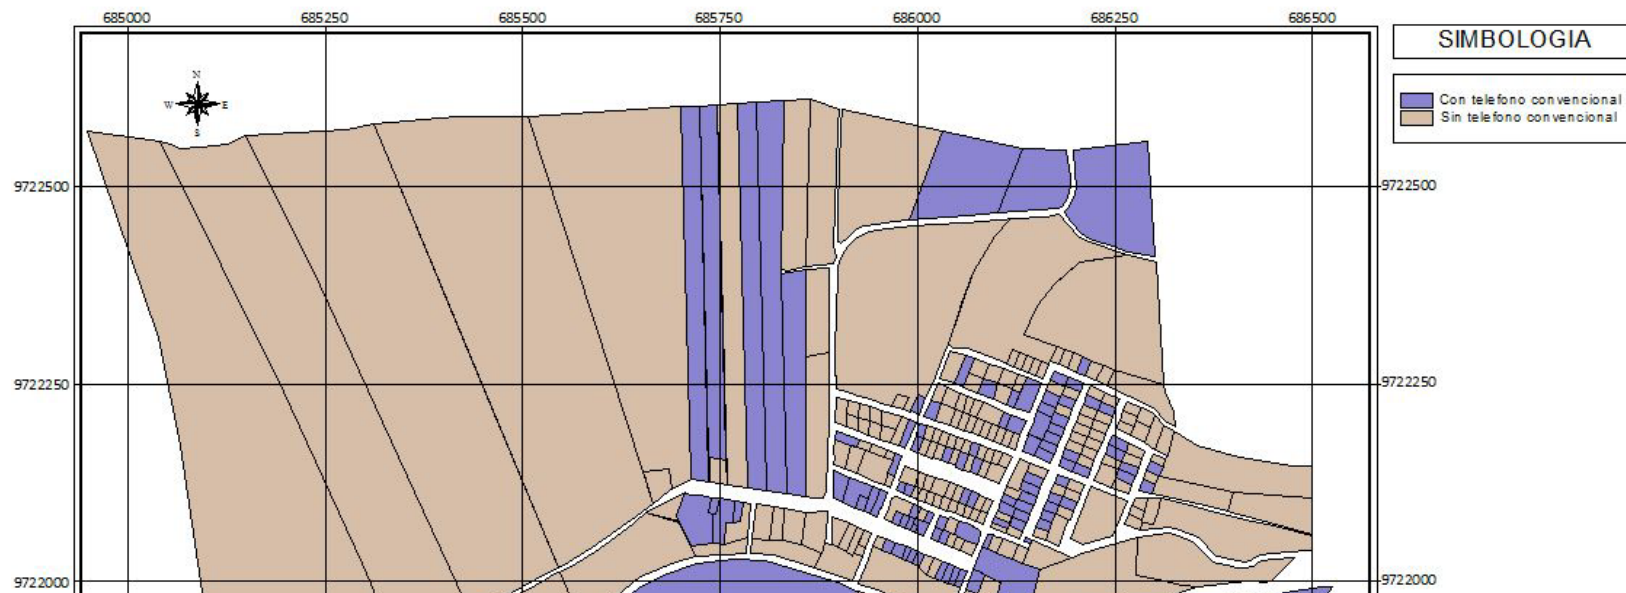 685000 685250 685500 685750 686000 686250 686500
SIMBOLOGIA
N
W E
S
Con telefono convencional
Sin telefono convencional
9722500 9722500
9722250 9722250
9722000 9722000